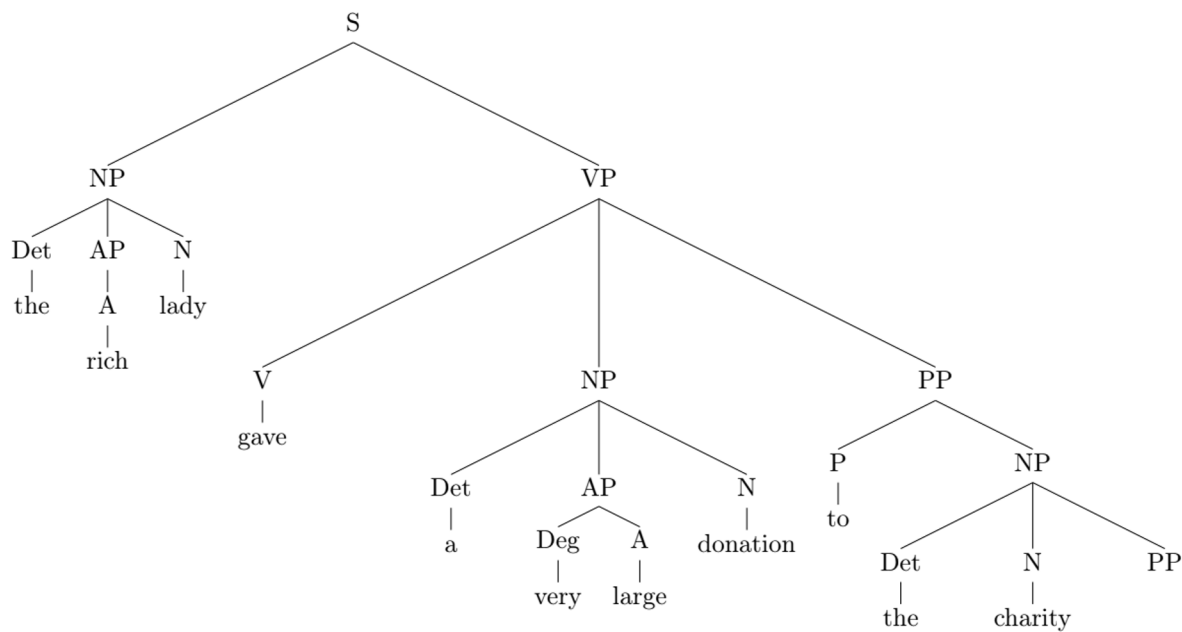 S
NP VP
Det AP N
the A lady
rich
V NP PP
gave
P NP
Det AP N
to
a Deg A donation
Det N PP
very large
the charity